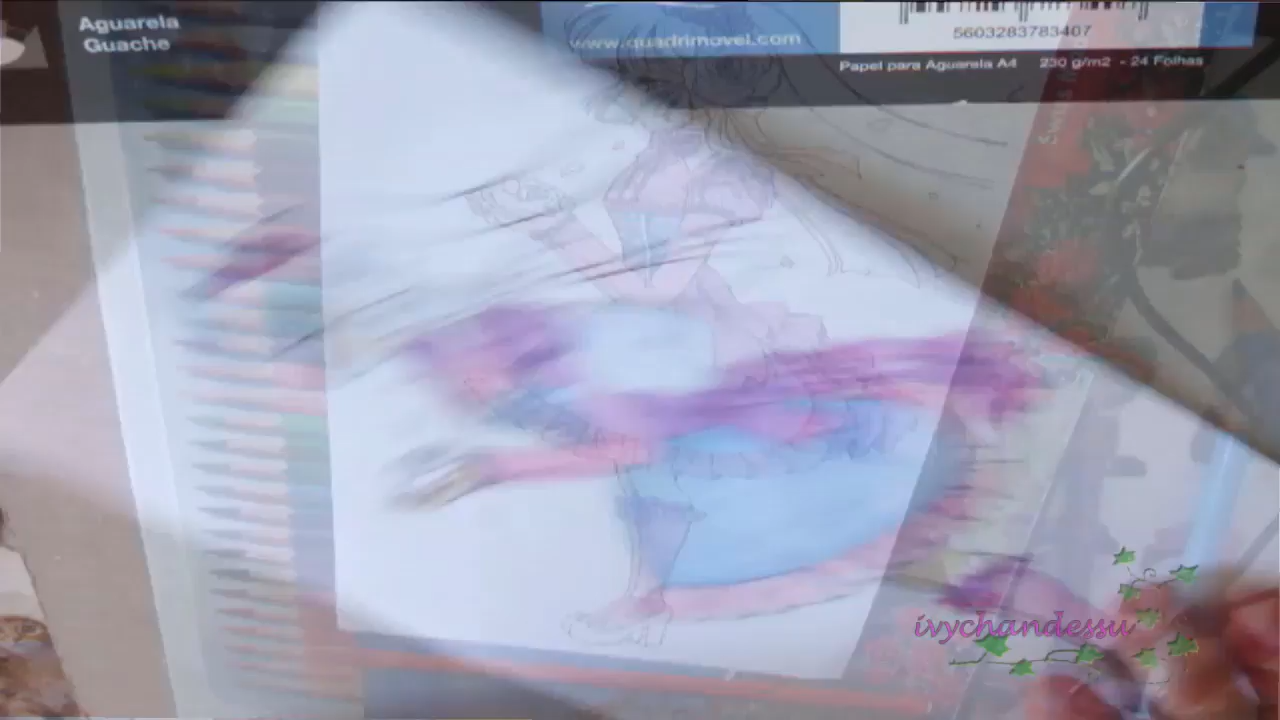 Aguarela
Guache
www.quadrimovel.com
5603283783407
Papel para Aguarela A4 230 g/m2 - 24 Folhas
ivychandessu